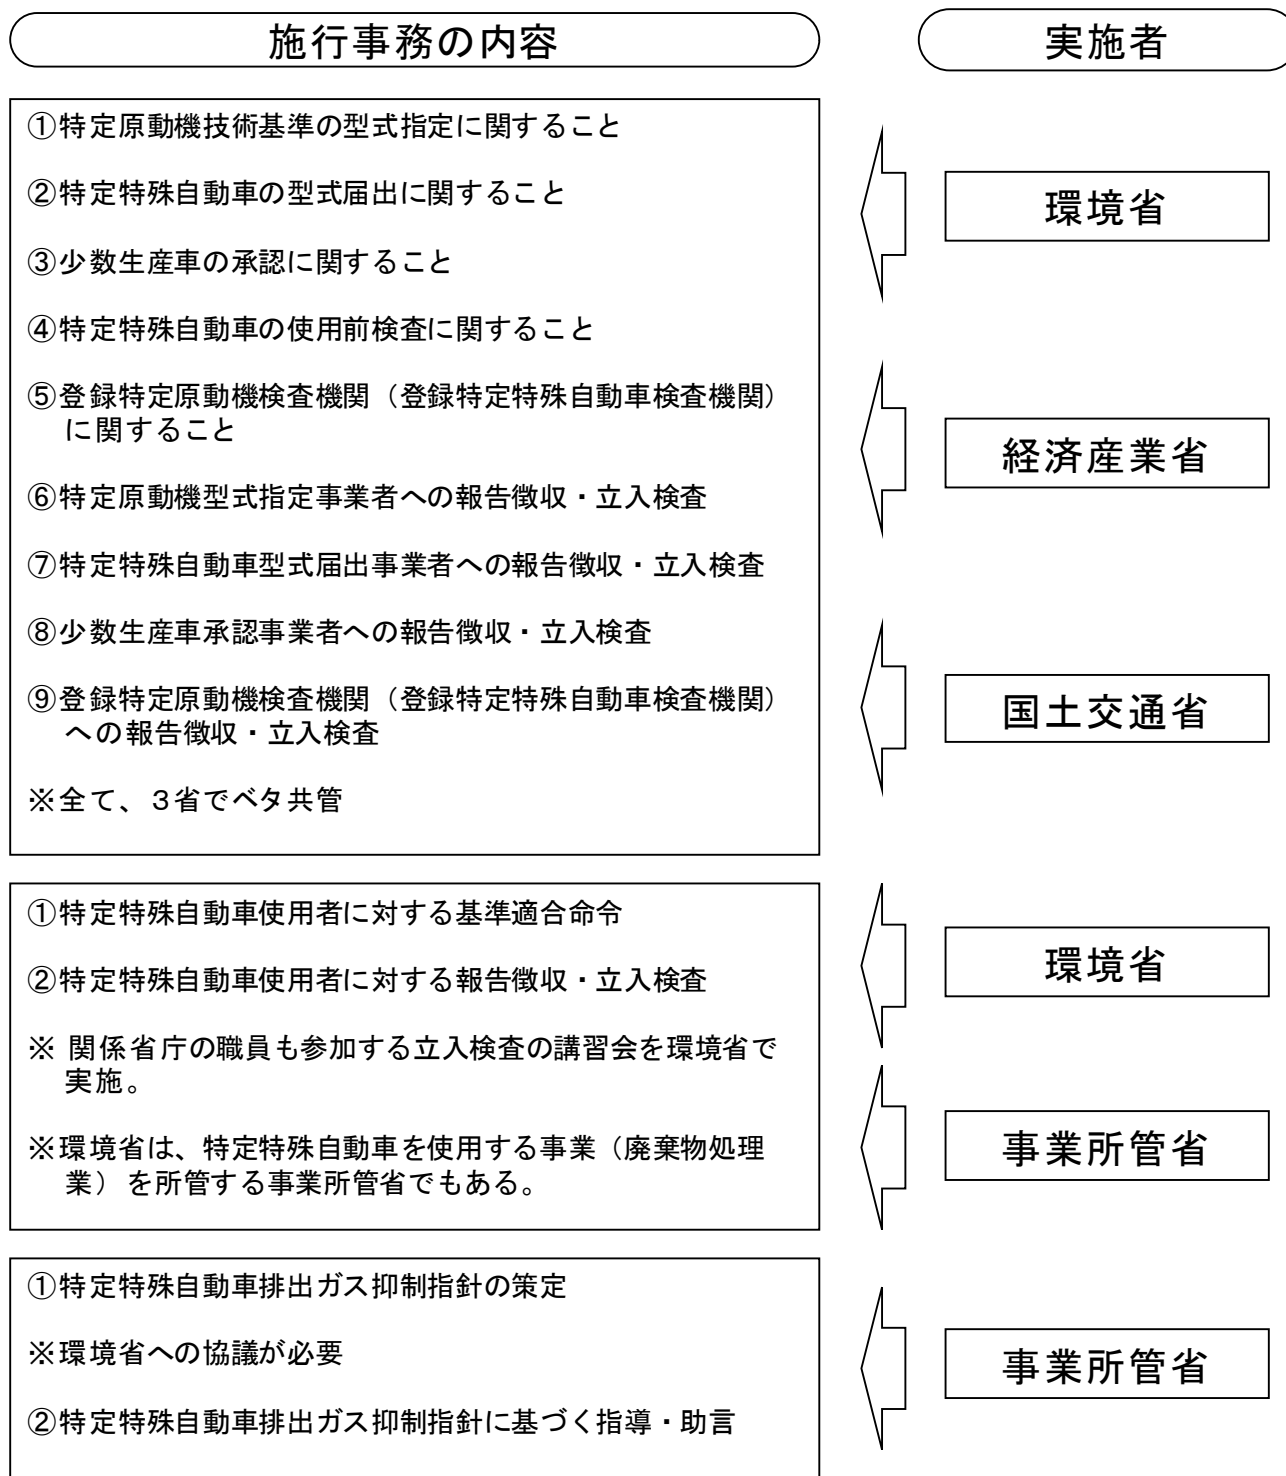 施行事務の内容
実施者
①特定原動機技術基準の型式指定に関すること
②特定特殊自動車の型式届出に関すること
③少数生産車の承認に関すること
④特定特殊自動車の使用前検査に関すること
⑤登録特定原動機検査機関（登録特定特殊自動車検査機関）
に関すること
⑥特定原動機型式指定事業者への報告徴収・立入検査
⑦特定特殊自動車型式届出事業者への報告徴収・立入検査
⑧少数生産車承認事業者への報告徴収・立入検査
⑨登録特定原動機検査機関（登録特定特殊自動車検査機関）
への報告徴収・立入検査
※全て、３省でベタ共管
環境省
経済産業省
国土交通省
①特定特殊自動車使用者に対する基準適合命令
②特定特殊自動車使用者に対する報告徴収・立入検査
※ 関係省庁の職員も参加する立入検査の講習会を環境省で
実施。
※環境省は、特定特殊自動車を使用する事業（廃棄物処理
業）を所管する事業所管省でもある。
環境省
事業所管省
①特定特殊自動車排出ガス抑制指針の策定
※環境省への協議が必要
②特定特殊自動車排出ガス抑制指針に基づく指導・助言
事業所管省